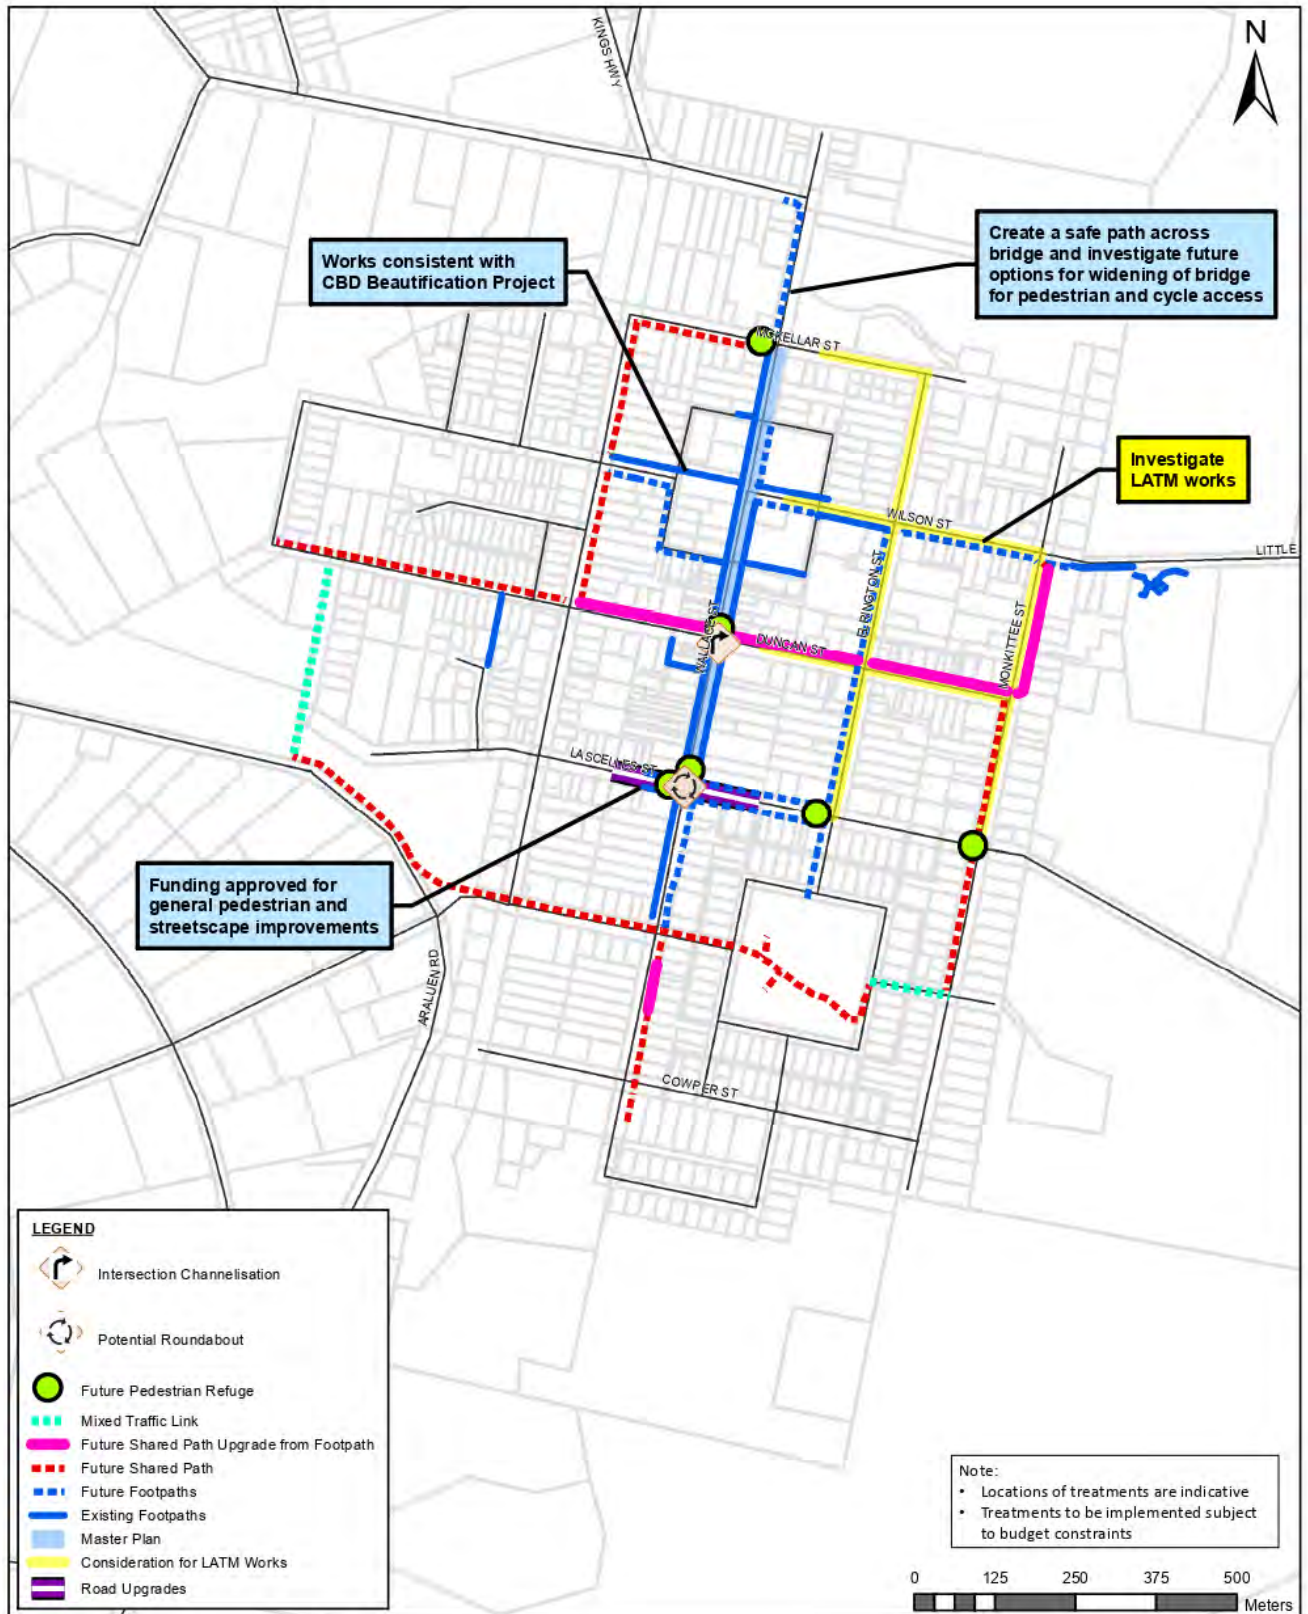 KINGS HWY
N
Create a safe path across
bridge and investigate future
options for widening of bridge
for pedestrian and cycle access
Works consistent with
CBD Beautification Project
MCKELLAR ST
Investigate
LATM works
WILSON ST
LITTLE
ELRINGTON ST
MONKITTEE ST
WALLACE ST
DUNCAN ST
LASCELLES ST
Funding approved for
general pedestrian and
streetscape improvements
ARALUEN RD
COWPER ST
LEGEND
Intersection Channelisation
Potential Roundabout
Future Pedestrian Refuge
Mixed Traffic Link
Future Shared Path Upgrade from Footpath
Future Shared Path
Future Footpaths
Existing Footpaths
Master Plan
Consideration for LATM Works
Road Upgrades
Note:
• Locations of treatments are indicative
• Treatments to be implemented subject
to budget constraints
0 125 250 375 500
Meters